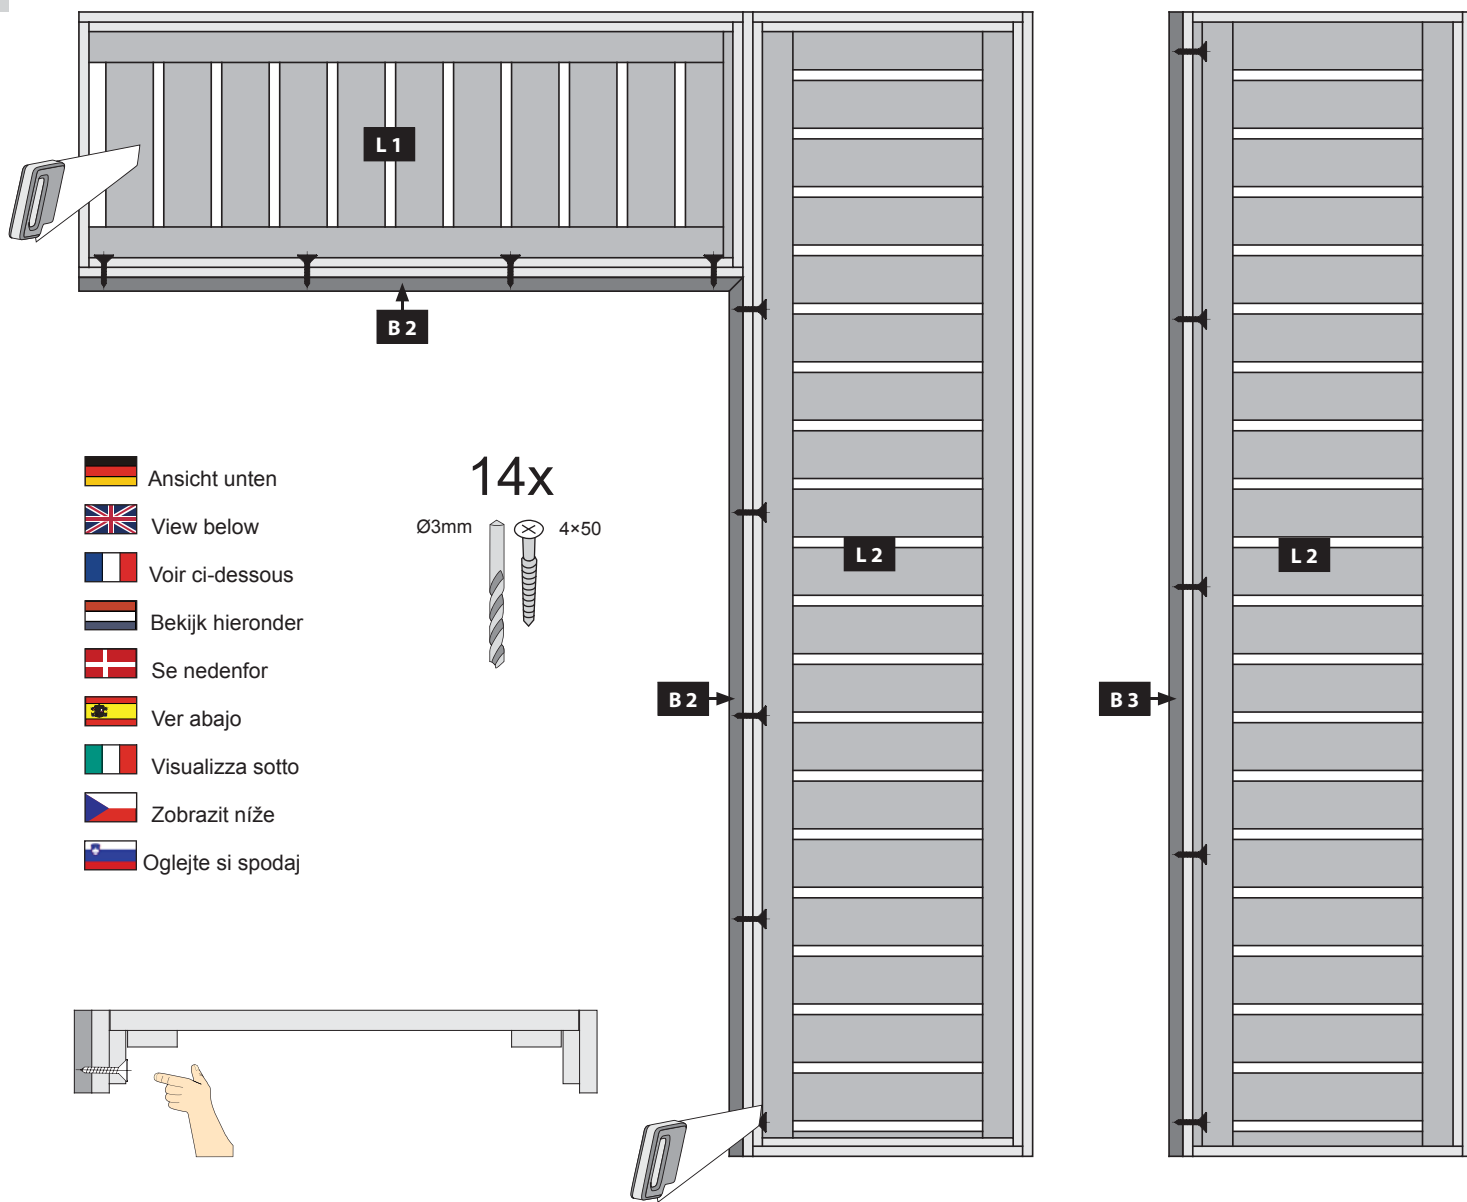 L 1
B 2
Ansicht unten
View below
Voir ci-dessous
Bekijk hieronder
Se nedenfor
Ver abajo
Visualizza sotto
Zobrazit níže
Oglejte si spodaj
14x
Ø3mm
4×50
L 2
L 2
B 2
B 3